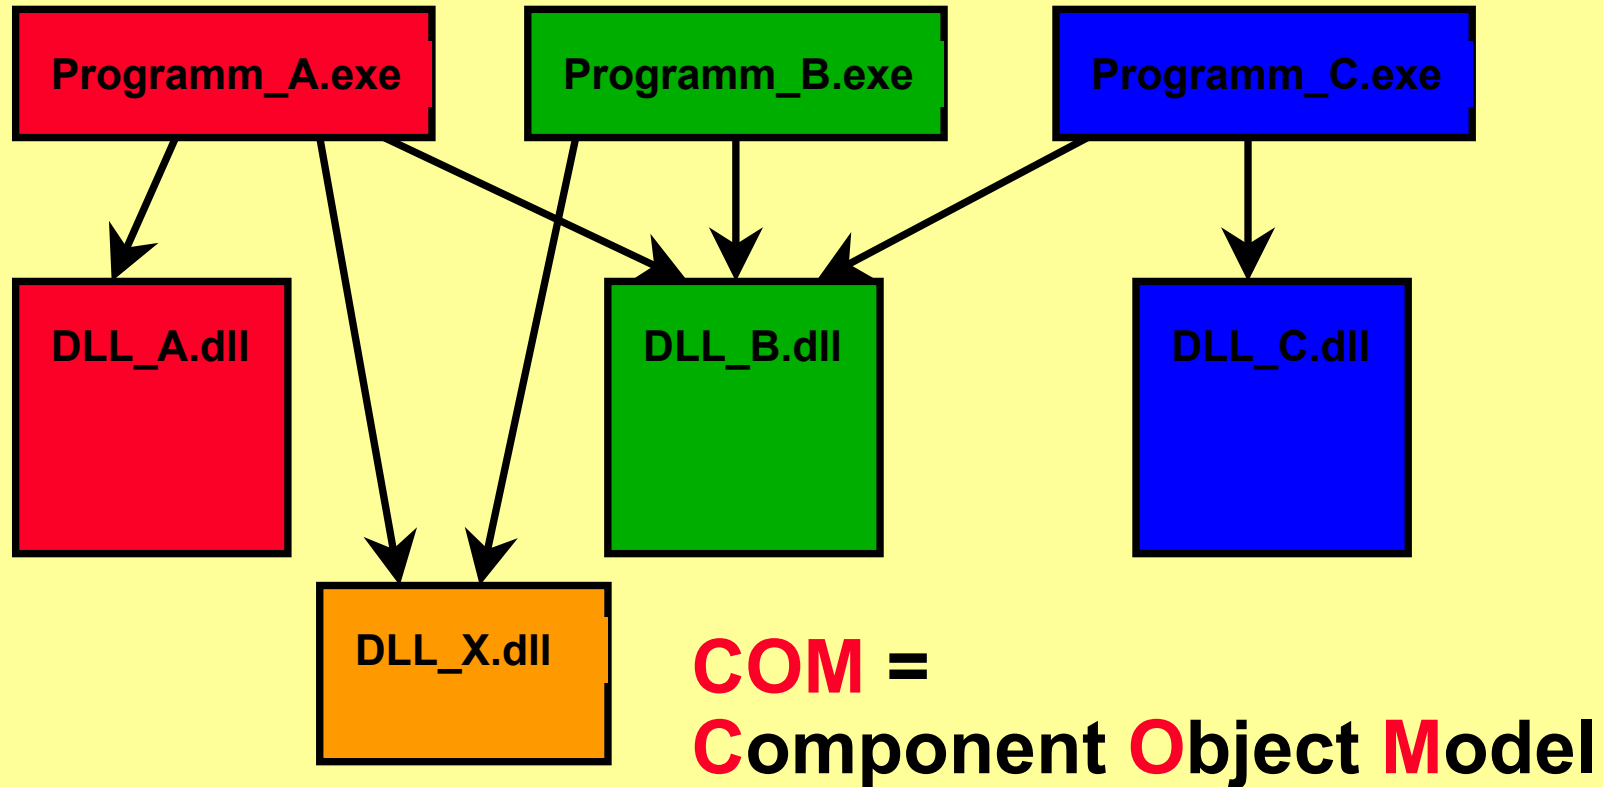 Programm_A.exe
Programm_B.exe
Programm_C.exe
DLL_A.dll
DLL_B.dll
DLL_C.dll
DLL_X.dll
COM =
Component Object Model